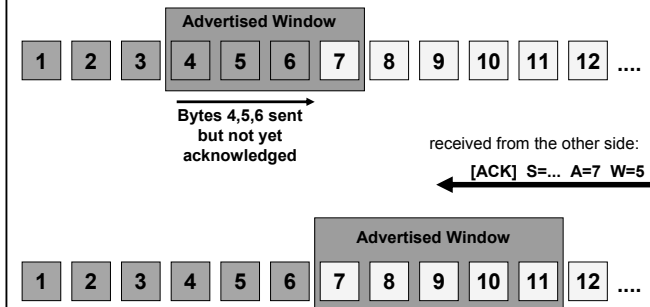 Advertised Window
1 2 3 4 5 6 7 8 9 10 11 12 ....
Bytes 4,5,6 sent
but not yet
acknowledged
received from the other side:
[ACK] S=... A=7 W=5
Advertised Window
1 2 3 4 5 6 7 8 9 10 11 12 ....